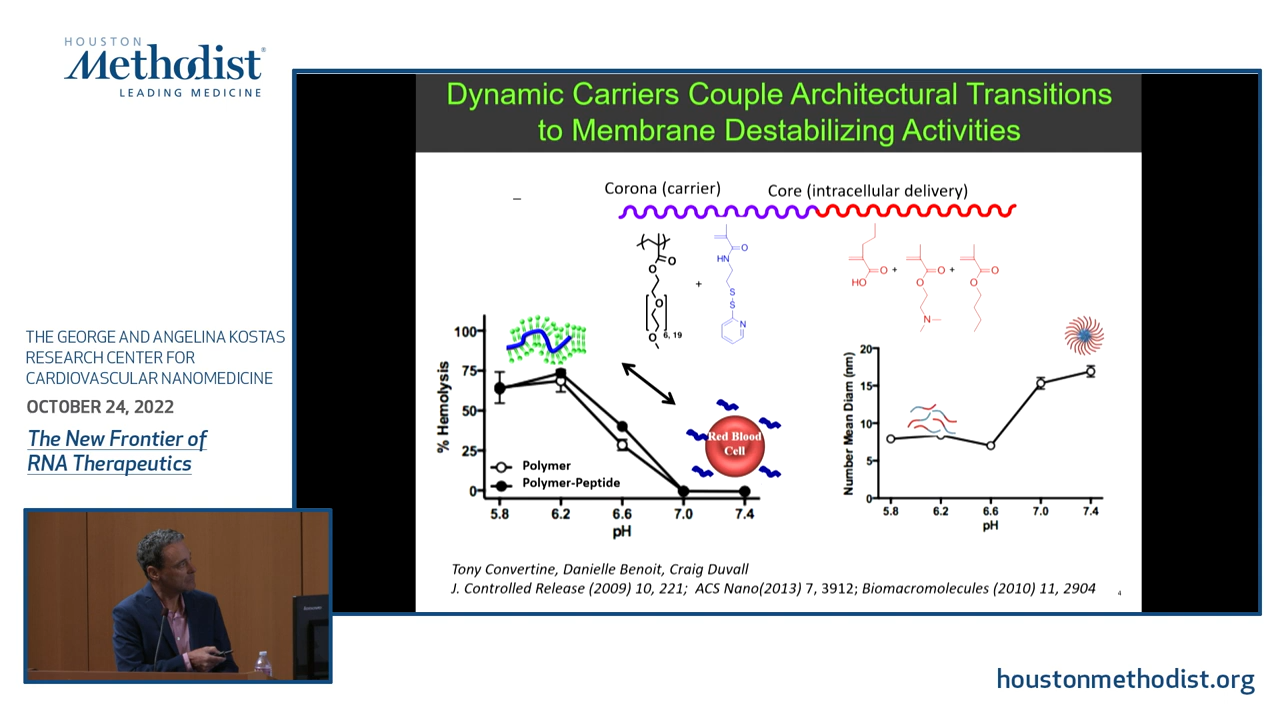 HOUSTON
Methodist®
LEADING MEDICINE
THE GEORGE AND ANGELINA KOSTAS
RESEARCH CENTER FOR
CARDIOVASCULAR NANOMEDICINE
OCTOBER 24, 2022
The New Frontier of
RNA Therapeutics
Dynamic Carriers Couple Architectural Transitions
to Membrane Destabilizing Activities
Corona (carrier)
Core (intracellular delivery)
O
O
O
6, 19
O
+
O
HN
S
S
N
O
HO
+
O
O
N
+
O
O
% Hemolysis
100
75
50
25
0
5.8 6.2 6.6 7.0 7.4
pH
Polymer
Polymer-Peptide
Red Blood
Cell
Number Mean Diam (nm)
20
15
10
5
0
5.8 6.2 6.6 7.0 7.4
pH
Tony Convertine, Danielle Benoit, Craig Duvall
J. Controlled Release (2009) 10, 221; ACS Nano(2013) 7, 3912; Biomacromolecules (2010) 11, 2904
4
houstonmethodist.org